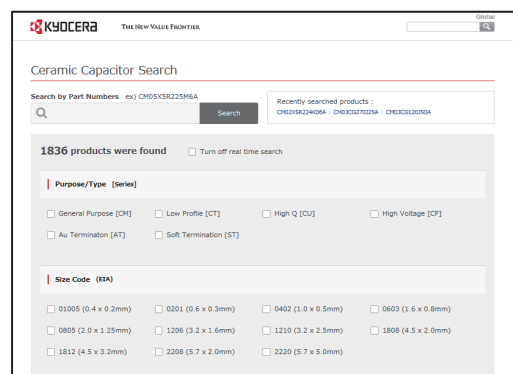 Global
KYOCERA THE NEW VALUE FRONTIER
Ceramic Capacitor Search
Search by Part Numbers ex) CM05X5R225M6A
Search
Recently searched products :
CM02X5R224K06A | CM03CG270J25A | CM03CG120J50A
1836 products were found Turn off real time search
Purpose/Type [Series]
General Purpose [CM] Low Profile [CT] High Q [CU] High Voltage [CF]
Au Terminaton [AT] Soft Termination [ST]
Size Code (EIA)
01005 (0.4 x 0.2mm) 0201 (0.6 x 0.3mm) 0402 (1.0 x 0.5mm) 0603 (1.6 x 0.8mm)
0805 (2.0 x 1.25mm) 1206 (3.2 x 1.6mm) 1210 (3.2 x 2.5mm) 1808 (4.5 x 2.0mm)
1812 (4.5 x 3.2mm) 2208 (5.7 x 2.0mm) 2220 (5.7 x 5.0mm)